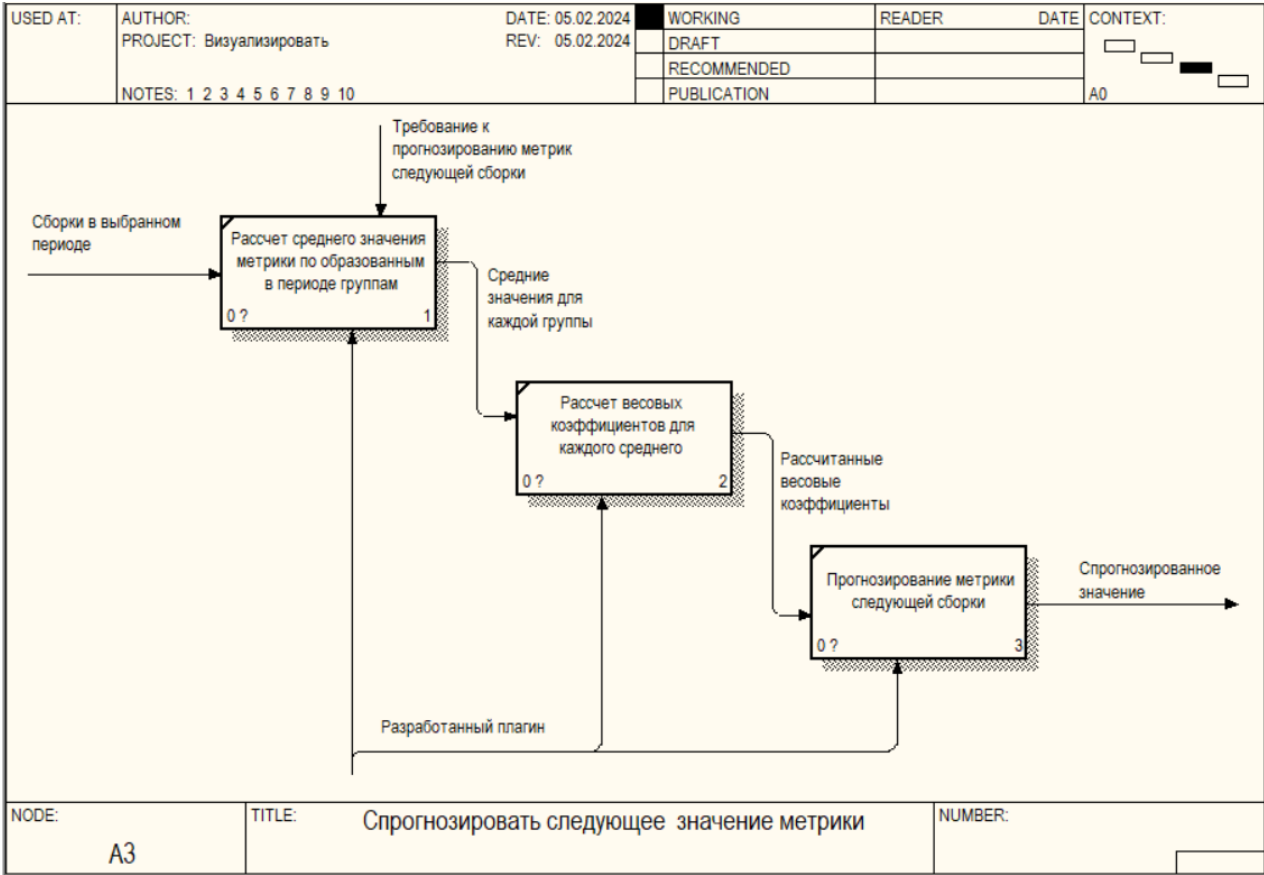 USED AT:
AUTHOR:
DATE: 05.02.2024
PROJECT: Визуализировать
REV: 05.02.2024
NOTES: 1 2 3 4 5 6 7 8 9 10
WORKING
DRAFT
RECOMMENDED
PUBLICATION
READER
DATE
CONTEXT:
A0
Требование к
прогнозированию метрик
следующей сборки
Сборки в выбранном
периоде
Рассчет среднего значения
метрики по образованным
в периоде группам
0 ?
1
Средние
значения для
каждой группы
Рассчет весовых
коэффициентов для
каждого среднего
0 ?
2
Рассчитанные
весовые
коэффициенты
Прогнозирование метрики
следующей сборки
0 ?
3
Спрогнозированное
значение
Разработанный плагин
NODE:
A3
TITLE:
Спрогнозировать следующее значение метрики
NUMBER: